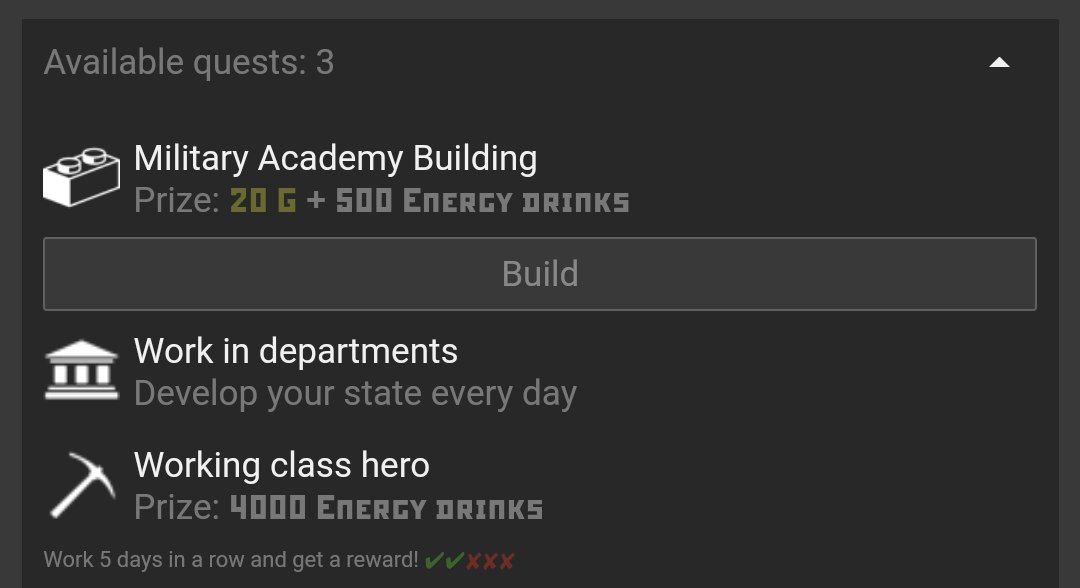 Available quests: 3
Military Academy Building
Prize: 20 G + 500 Energy drinks
Build
Work in departments
Develop your state every day
Working class hero
Prize: 4000 Energy drinks
Work 5 days in a row and get a reward! ✔✔✘✘✘